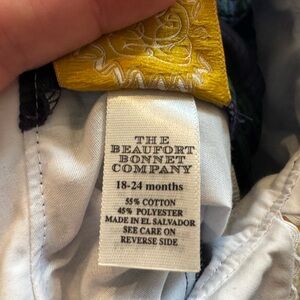 THE
BEAUFORT
BONNET
COMPANY
18-24 months
55% COTTON
45% POLYESTER
MADE IN EL SALVADOR
SEE CARE ON
REVERSE SIDE